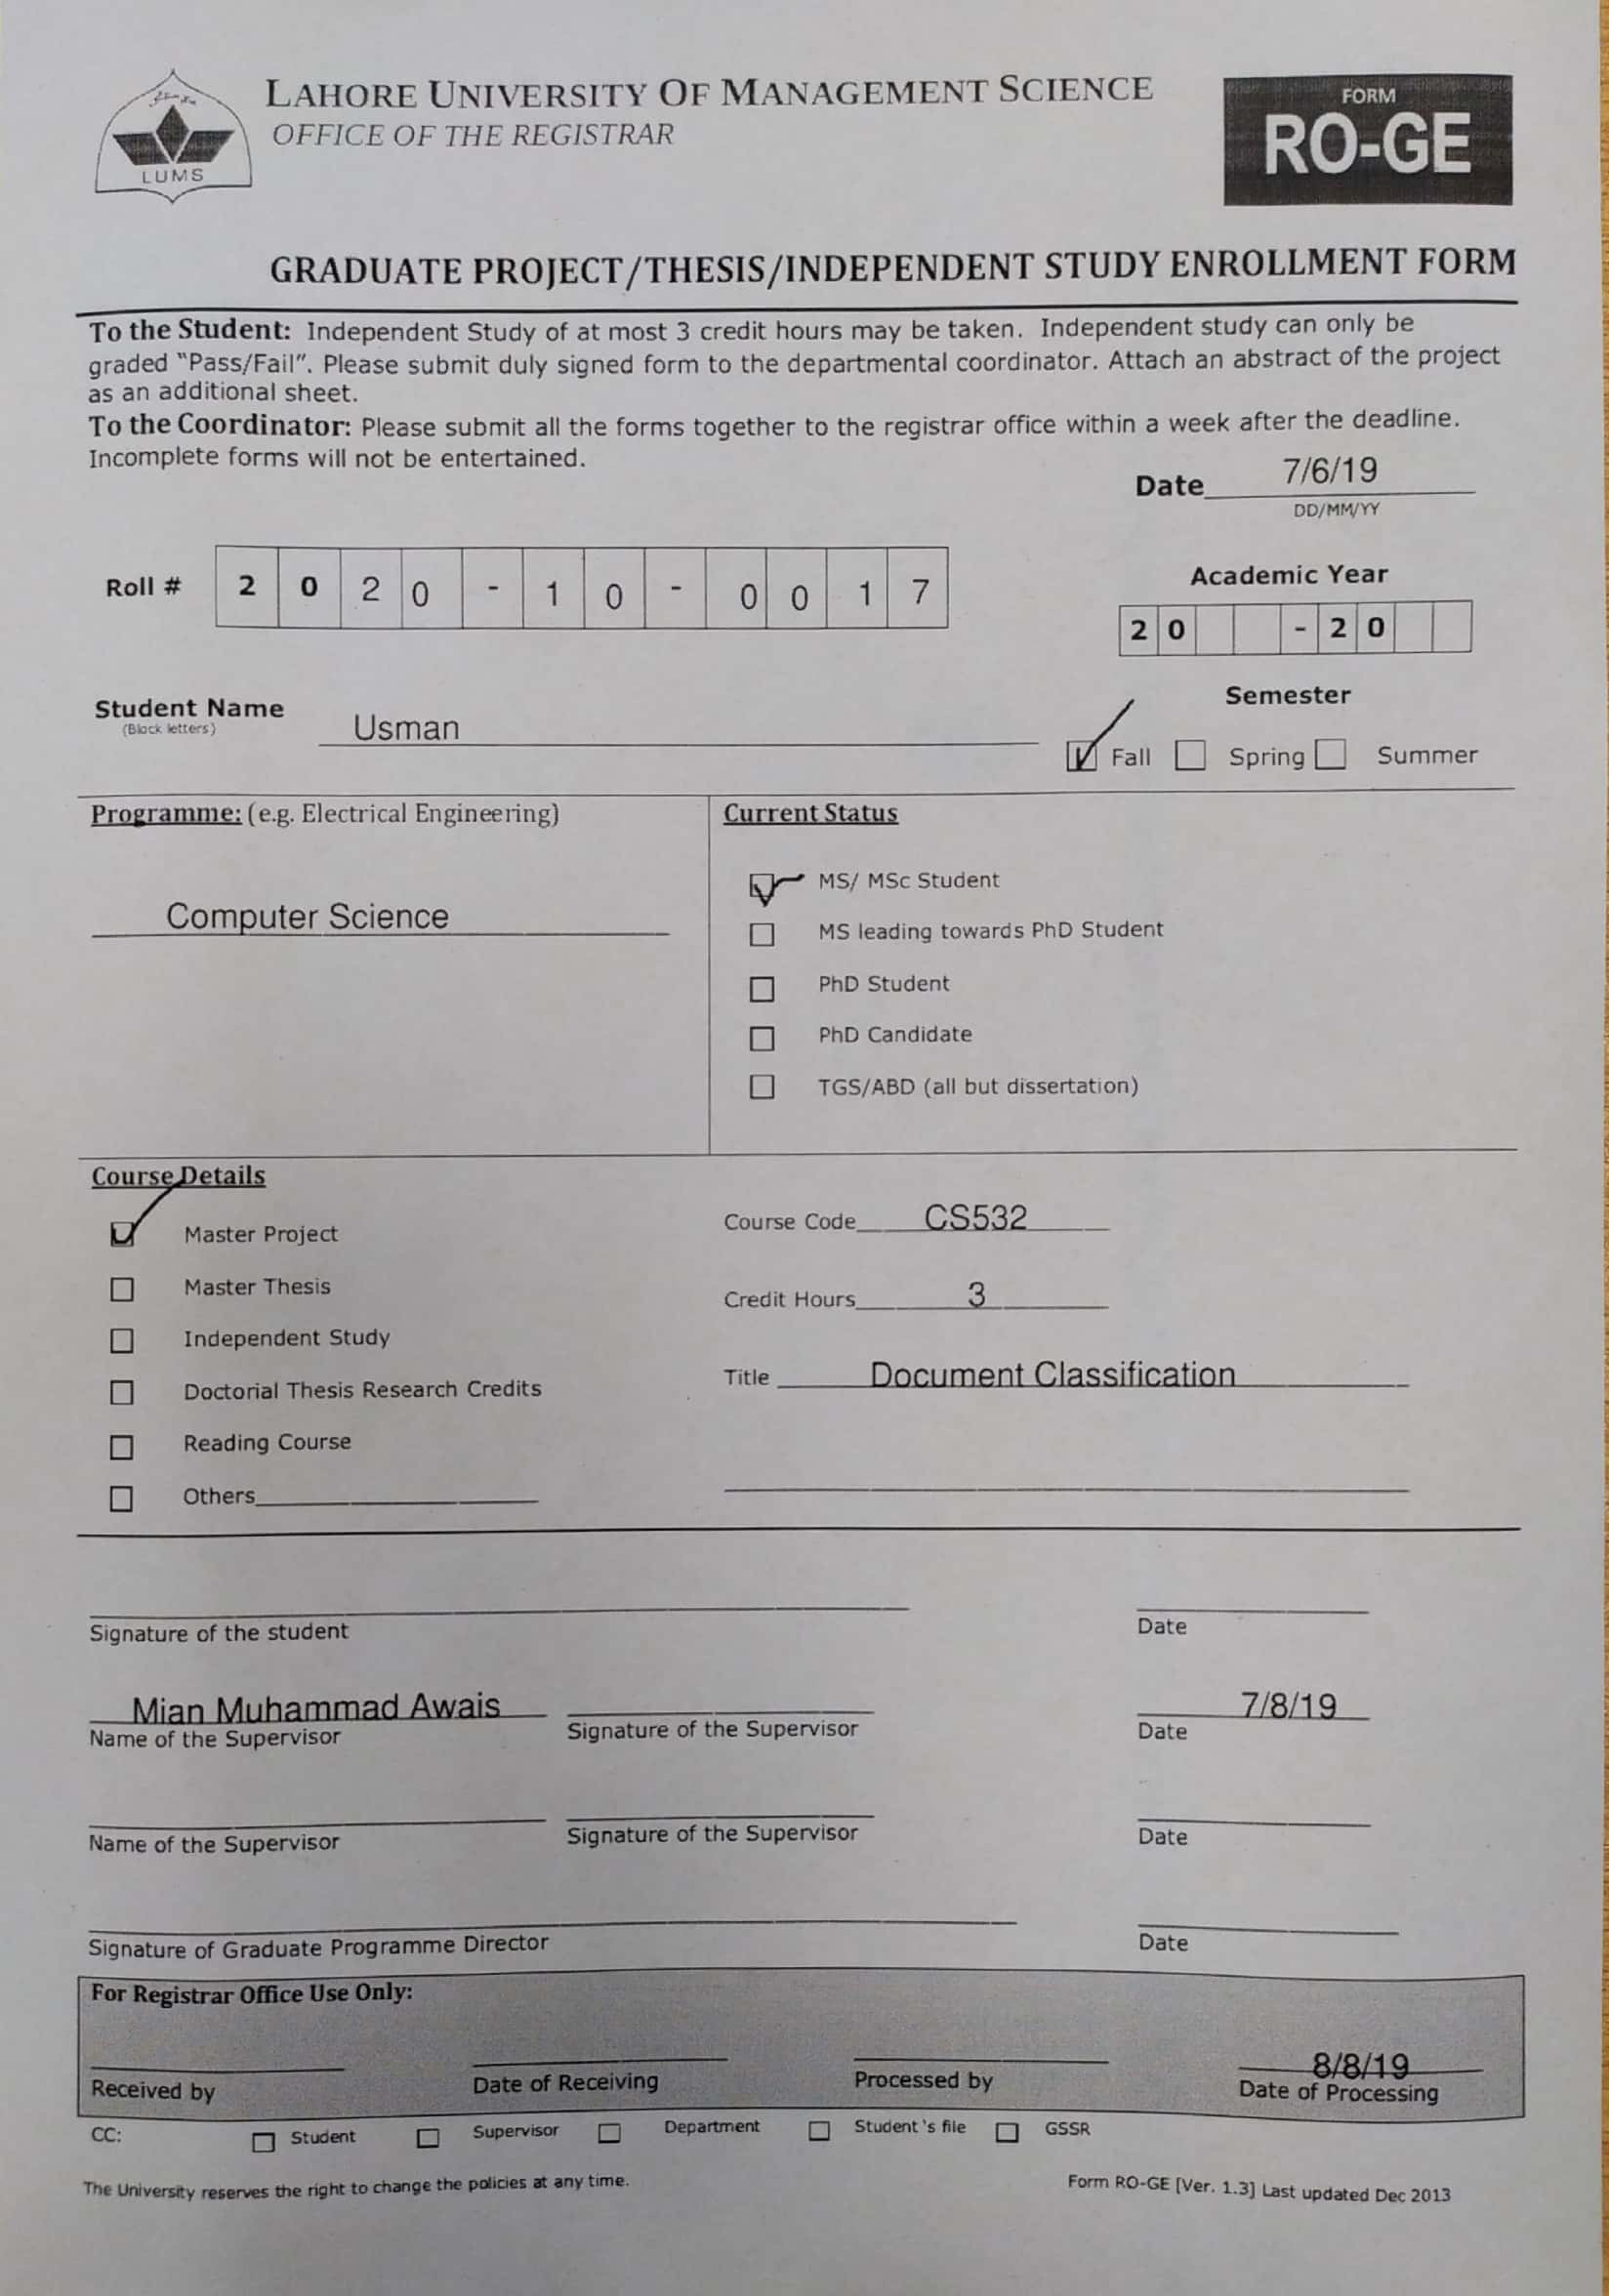 LUMS
LAHORE UNIVERSITY OF MANAGEMENT SCIENCE
OFFICE OF THE REGISTRAR
FORM
RO-GE
GRADUATE PROJECT/THESIS/INDEPENDENT STUDY ENROLLMENT FORM
To the Student: Independent Study of at most 3 credit hours may be taken. Independent study can only be
graded "Pass/Fail". Please submit duly signed form to the departmental coordinator. Attach an abstract of the project
as an additional sheet.
To the Coordinator: Please submit all the forms together to the registrar office within a week after the deadline.
Incomplete forms will not be entertained.
Date 7/6/19
DD/MM/YY
Roll # 2 0 2 0 - 1 0 - 0 0 1 7
Academic Year
2 0 - 2 0
Student Name Usman
(Block letters)
Semester
Fall Spring Summer
Programme: (e.g. Electrical Engineering)
Computer Science
Current Status
MS/ MSc Student
MS leading towards PhD Student
PhD Student
PhD Candidate
TGS/ABD (all but dissertation)
Course Details
Master Project
Master Thesis
Independent Study
Doctorial Thesis Research Credits
Reading Course
Others
Course Code CS532
Credit Hours 3
Title Document Classification
Signature of the student Date
Mian Muhammad Awais 7/8/19
Name of the Supervisor Signature of the Supervisor Date
Name of the Supervisor Signature of the Supervisor Date
Signature of Graduate Programme Director Date
For Registrar Office Use Only:
8/8/19
Received by Date of Receiving Processed by Date of Processing
CC: Student Supervisor Department Student's file GSSR
The University reserves the right to change the policies at any time. Form RO-GE [Ver. 1.3] Last updated Dec 2013